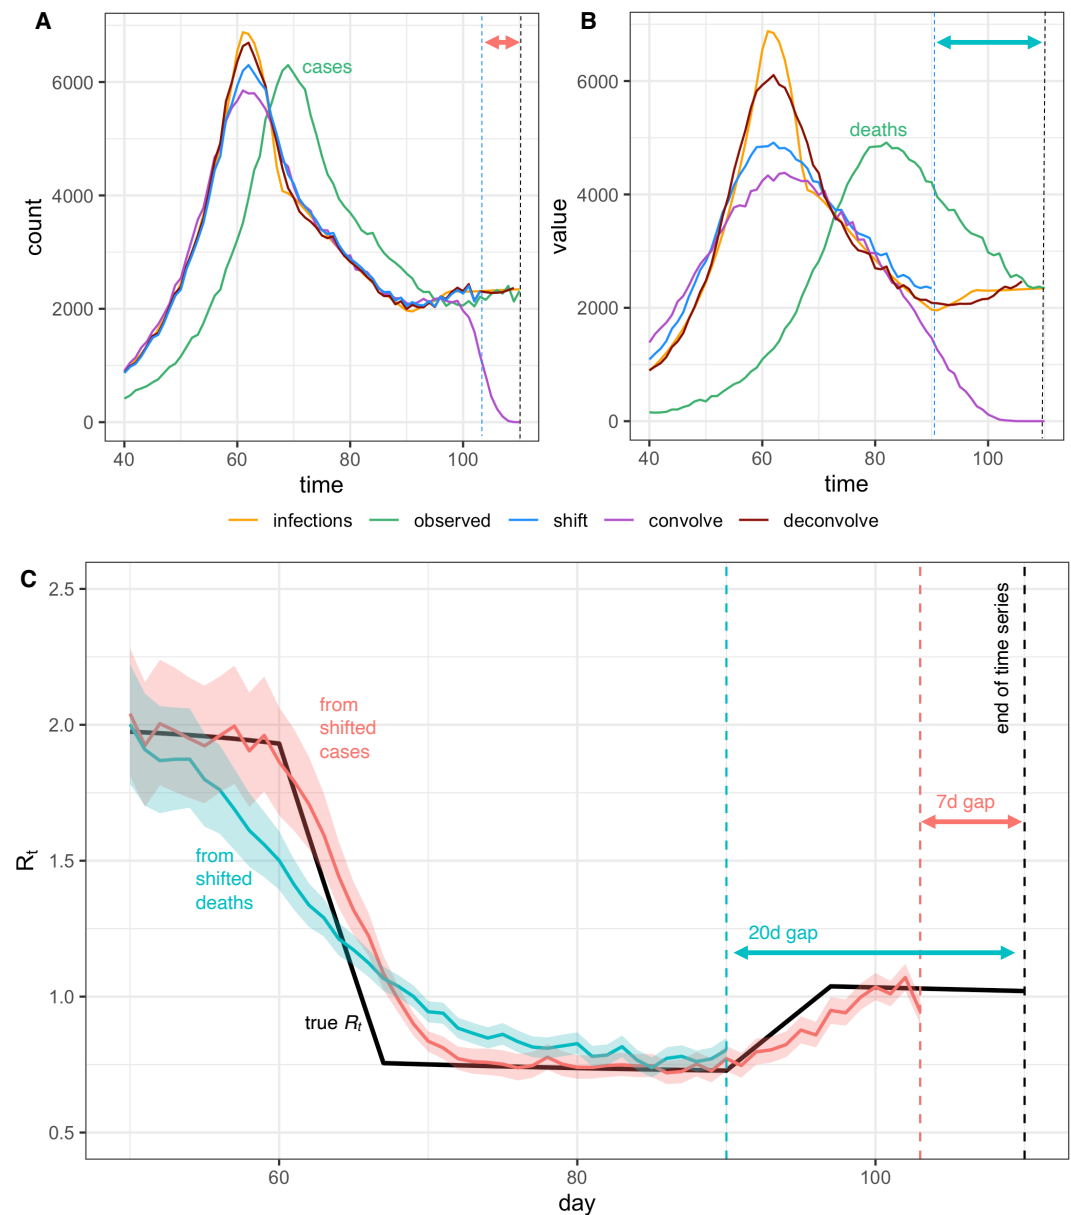 A
6000
4000
2000
0
count
cases
40
60
80
100
time
B
6000
4000
2000
0
value
deaths
40
60
80
100
time
infections observed shift convolve deconvolve
C
2.5
2.0
1.5
1.0
0.5
Rt
from
shifted
cases
from
shifted
deaths
true Rt
20d gap
7d gap
end of time series
60
80
100
day